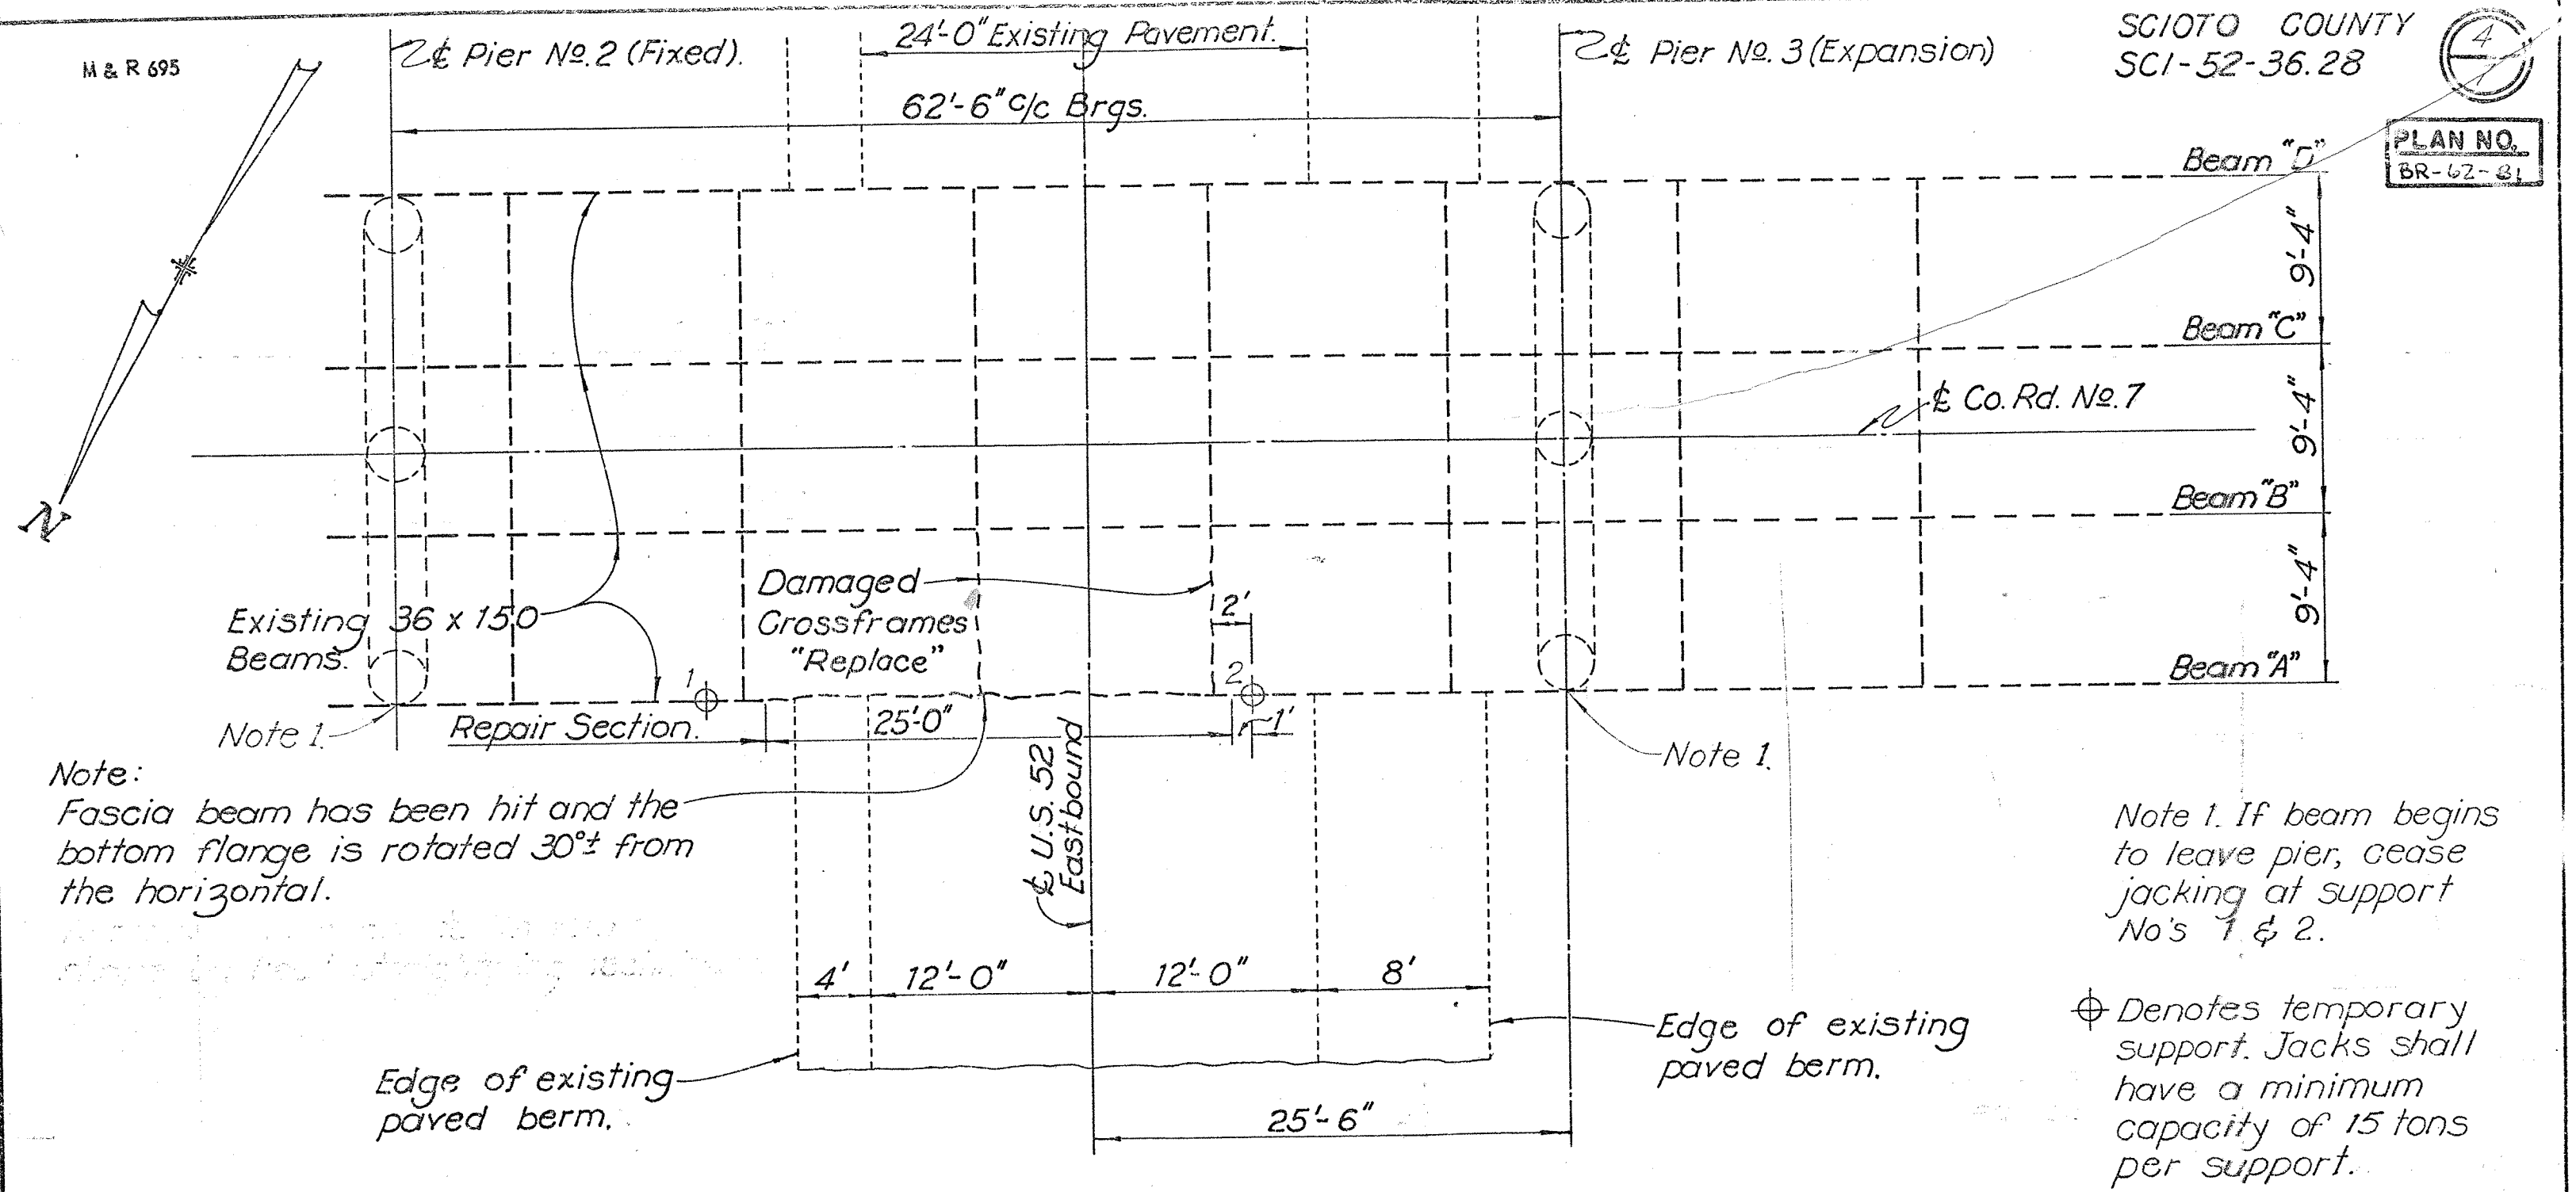 M & R 695
℄ Pier No. 2 (Fixed).
24'-0" Existing Pavement.
℄ Pier No. 3 (Expansion)
SCIOTO COUNTY
SCI-52-36.28
4
62'-6" c/c Brgs.
PLAN NO.
Beam "D"
9'-4"
Beam "C"
℄ Co. Rd. No. 7
9'-4"
Beam "B"
N
Damaged
Crossframes
"Replace"
2'
9'-4"
Existing 36 x 150
Beams.
1
2
Beam "A"
Note 1.
Repair Section.
25'-0"
1'
Note 1.
℄ U.S. 52
Eastbound
Note:
Fascia beam has been hit and the
bottom flange is rotated 30°± from
the horizontal.
Note 1. If beam begins
to leave pier, cease
jacking at support
No's 1 & 2.
4'
12'-0"
12'-0"
8'
Edge of existing
paved berm.
Edge of existing
paved berm.
25'-6"
Denotes temporary
support. Jacks shall
have a minimum
capacity of 15 tons
per support.